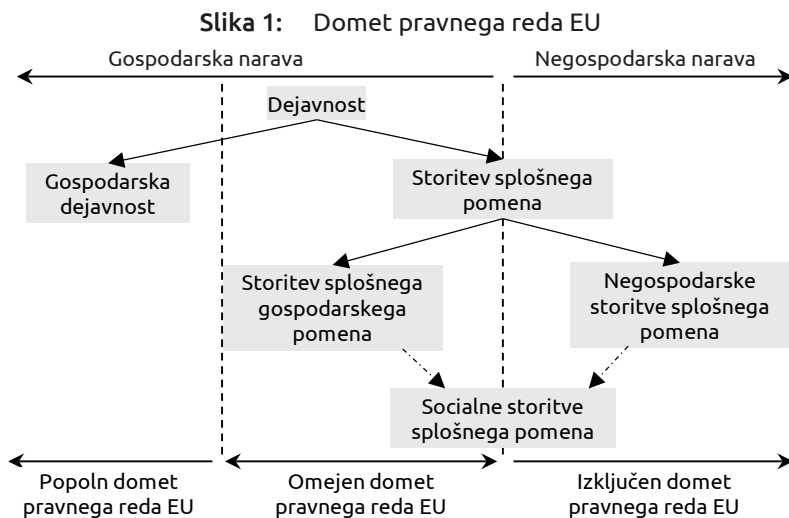 Slika 1: Domet pravnega reda EU
Gospodarska narava
Negospodarska narava
Dejavnost
Gospodarska
dejavnost
Storitev splošnega
pomena
Storitev splošnega
gospodarskega
pomena
Negospodarske
storitve splošnega
pomena
Socialne storitve
splošnega pomena
Popoln domet
pravnega reda EU
Omejen domet
pravnega reda EU
Izključen domet
pravnega reda EU